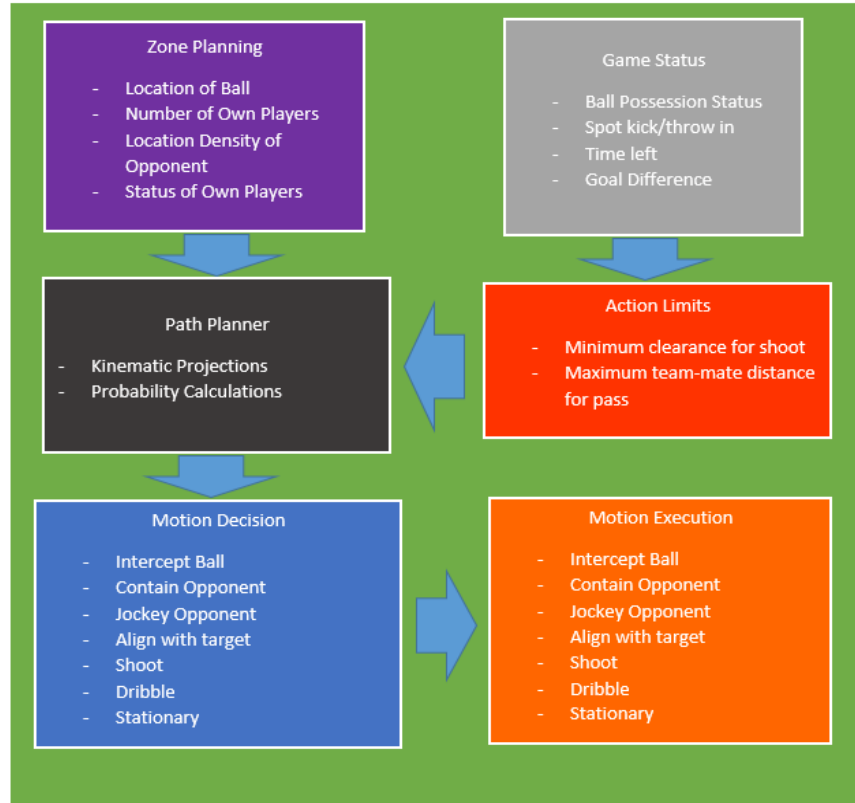 Zone Planning
- Location of Ball
- Number of Own Players
- Location Density of
Opponent
- Status of Own Players
Game Status
- Ball Possession Status
- Spot kick/throw in
- Time left
- Goal Difference
Path Planner
- Kinematic Projections
- Probability Calculations
Action Limits
- Minimum clearance for shoot
- Maximum team-mate distance
for pass
Motion Decision
- Intercept Ball
- Contain Opponent
- Jockey Opponent
- Align with target
- Shoot
- Dribble
- Stationary
Motion Execution
- Intercept Ball
- Contain Opponent
- Jockey Opponent
- Align with target
- Shoot
- Dribble
- Stationary